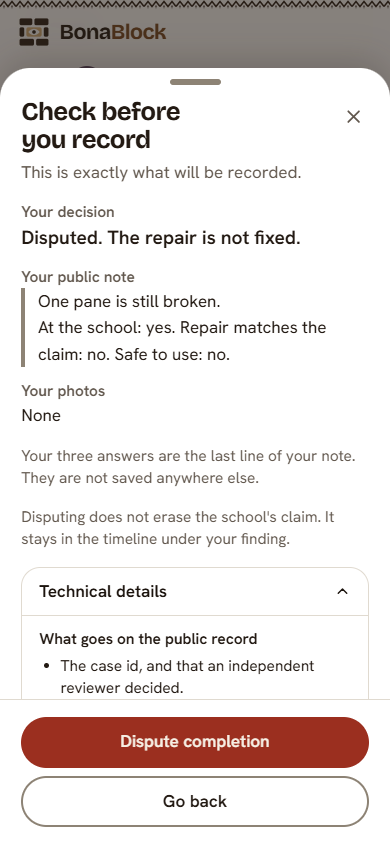 BonaBlock
Check before
you record
This is exactly what will be recorded.
Your decision
Disputed. The repair is not fixed.
Your public note
One pane is still broken.
At the school: yes. Repair matches the
claim: no. Safe to use: no.
Your photos
None
Your three answers are the last line of your note.
They are not saved anywhere else.
Disputing does not erase the school's claim. It
stays in the timeline under your finding.
Technical details
What goes on the public record
• The case id, and that an independent
reviewer decided.
Dispute completion
Go back